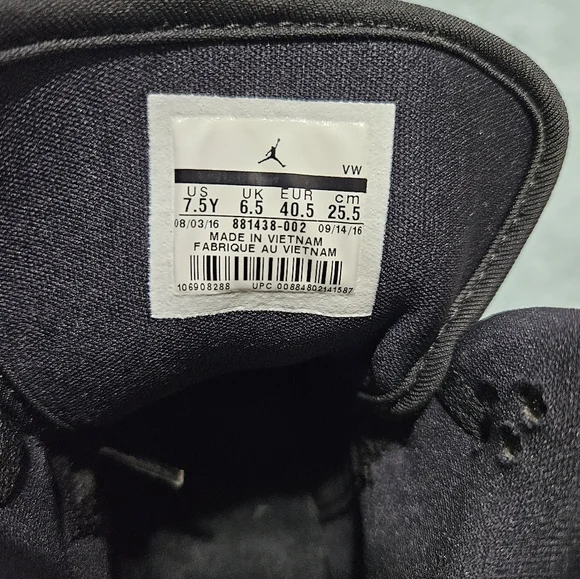 VW
US UK EUR cm
7.5Y 6.5 40.5 25.5
08/03/16 881438-002 09/14/16
MADE IN VIETNAM
FABRIQUE AU VIETNAM
106908288 UPC 00884802141587